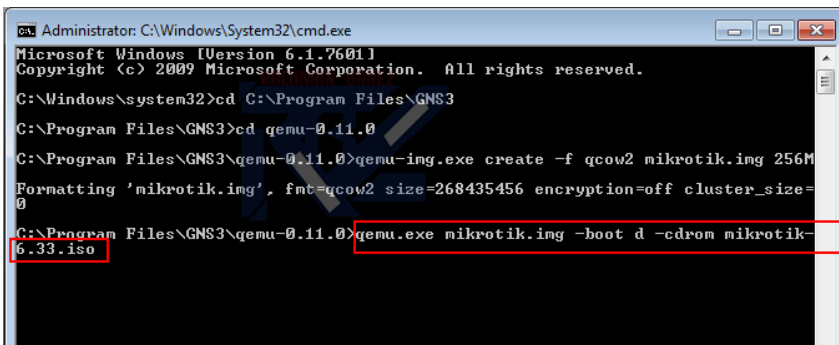 Administrator: C:\Windows\System32\cmd.exe
Microsoft Windows [Version 6.1.7601]
Copyright (c) 2009 Microsoft Corporation.  All rights reserved.
C:\Windows\system32>cd C:\Program Files\GNS3
C:\Program Files\GNS3>cd qemu-0.11.0
C:\Program Files\GNS3\qemu-0.11.0>qemu-img.exe create -f qcow2 mikrotik.img 256M
Formatting 'mikrotik.img', fmt=qcow2 size=268435456 encryption=off cluster_size=
0
C:\Program Files\GNS3\qemu-0.11.0>qemu.exe mikrotik.img -boot d -cdrom mikrotik-
6.33.iso